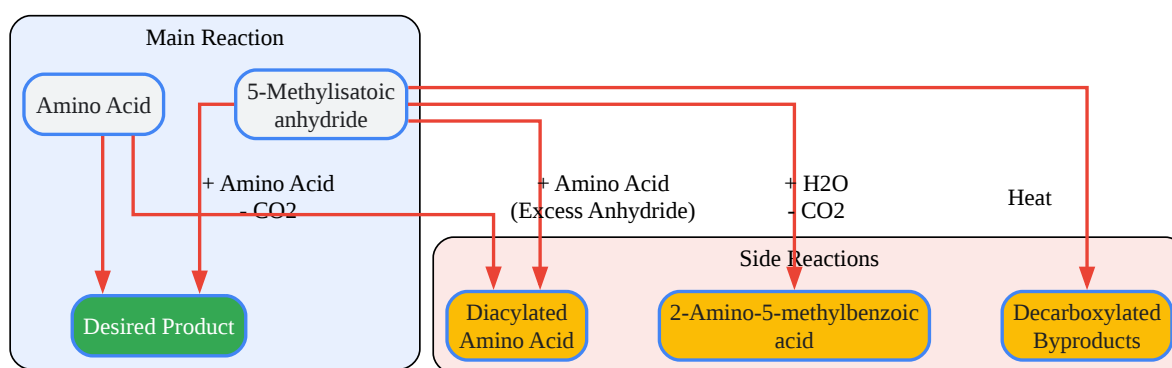 Main Reaction
Amino Acid
5-Methylisatoic
anhydride
+ Amino Acid
- CO2
+ Amino Acid
(Excess Anhydride)
+ H2O
- CO2
Heat
Side Reactions
Desired Product
Diacylated
Amino Acid
2-Amino-5-methylbenzoic
acid
Decarboxylated
Byproducts